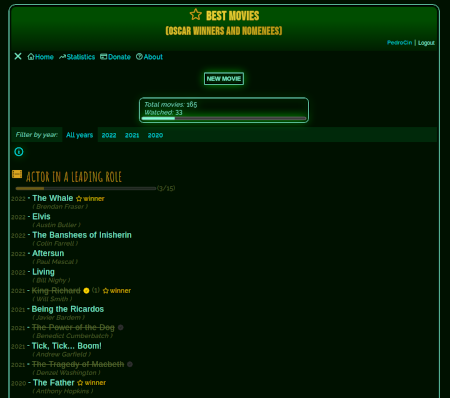 BEST MOVIES
(OSCAR WINNERS AND NOMENEES)
PedroCin | Logout
Home Statistics Donate About
NEW MOVIE
Total movies: 165
Watched: 33
Filter by year: All years 2022 2021 2020
ACTOR IN A LEADING ROLE
(3/15)
2022 - The Whale winner
( Brendan Fraser )
2022 - Elvis
( Austin Butler )
2022 - The Banshees of Inisherin
( Colin Farrell )
2022 - Aftersun
( Paul Mescal )
2022 - Living
( Bill Nighy )
2021 - King Richard (1) winner
( Will Smith )
2021 - Being the Ricardos
( Javier Bardem )
2021 - The Power of the Dog
( Benedict Cumberbatch )
2021 - Tick, Tick... Boom!
( Andrew Garfield )
2021 - The Tragedy of Macbeth
( Denzel Washington )
2020 - The Father winner
( Anthony Hopkins )